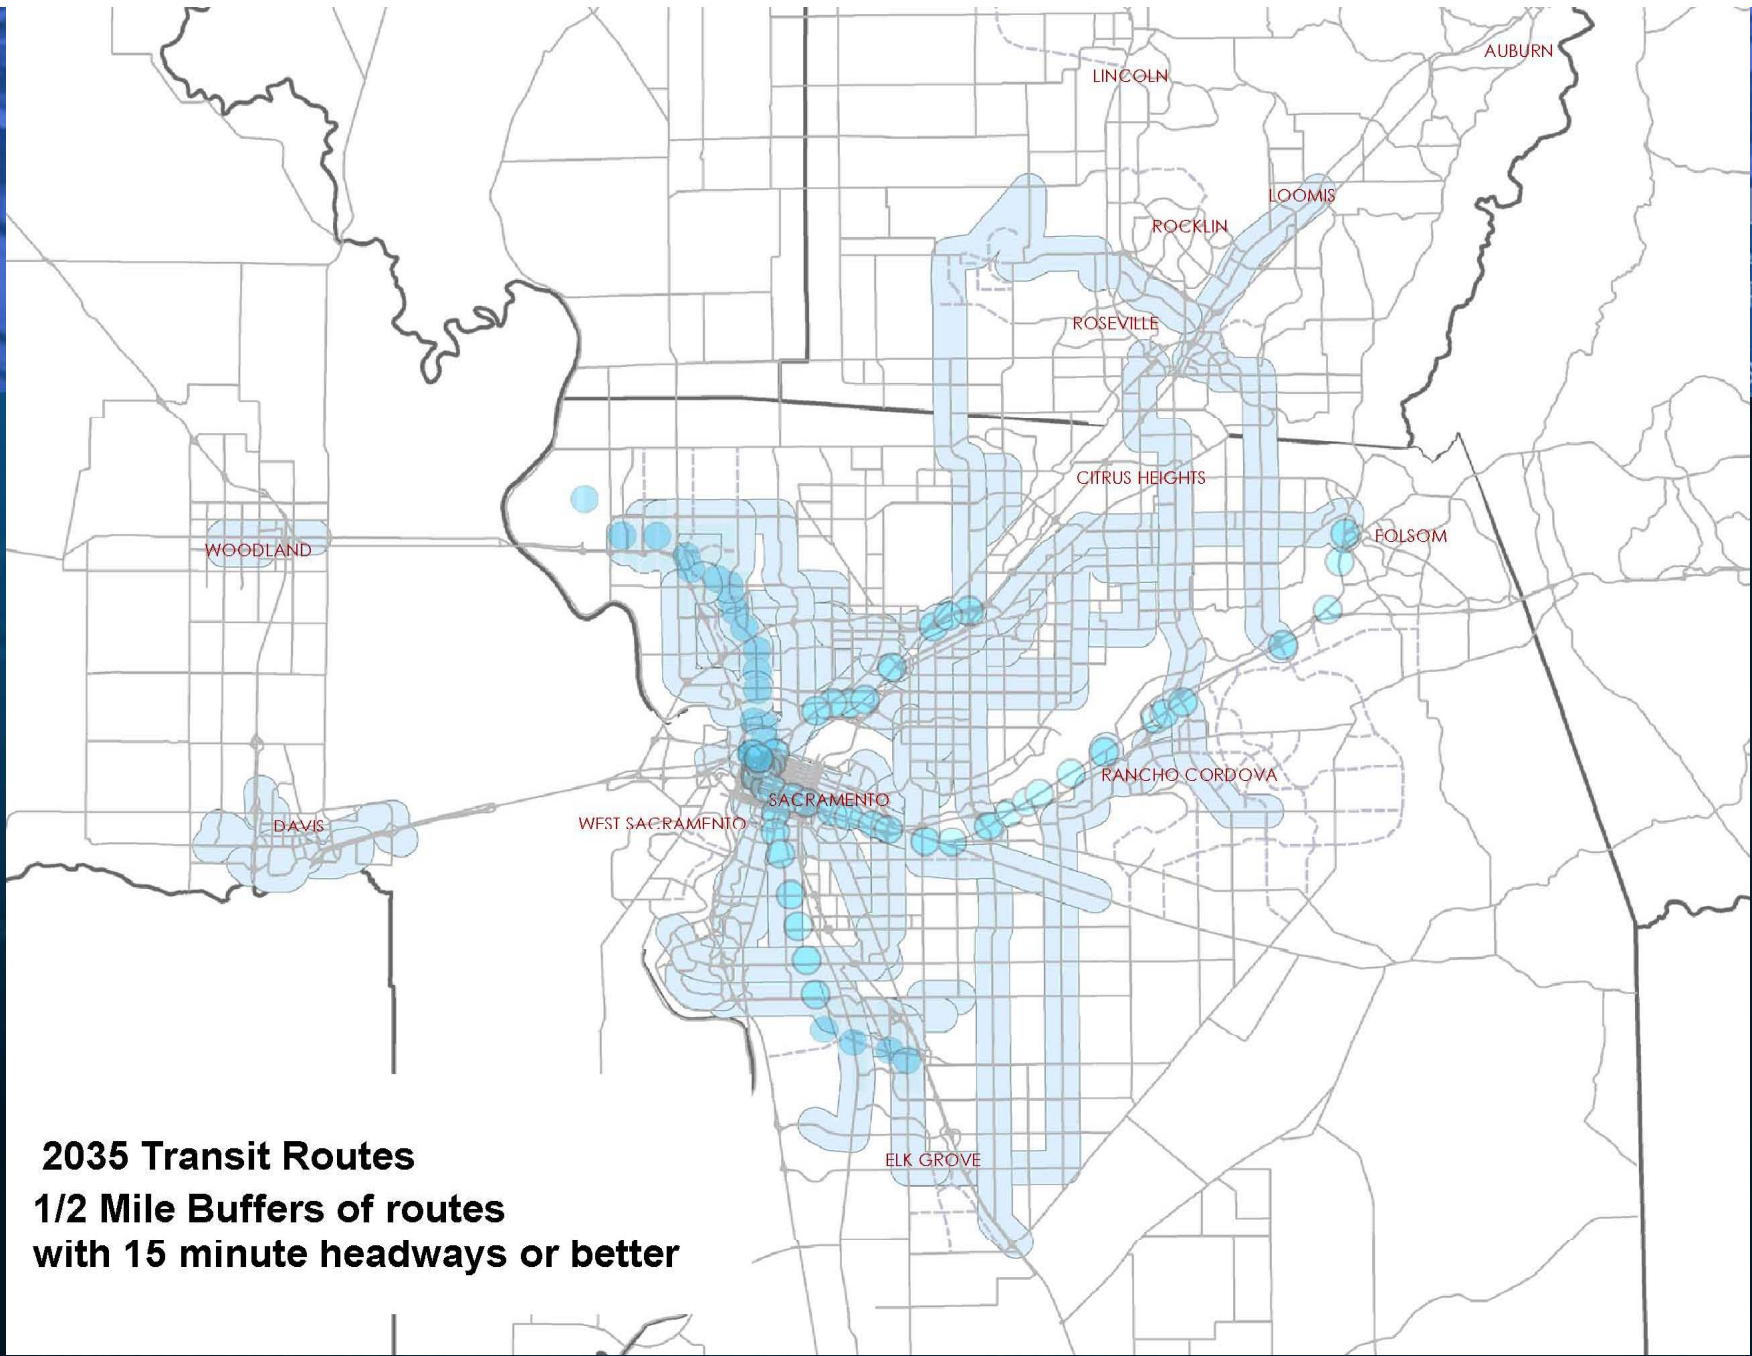 AUBURN
LINCOLN
LOOMIS
ROCKLIN
ROSEVILLE
CITRUS HEIGHTS
FOLSOM
WOODLAND
RANCHO CORDOVA
SACRAMENTO
WEST SACRAMENTO
DAVIS
ELK GROVE
2035 Transit Routes
1/2 Mile Buffers of routes
with 15 minute headways or better